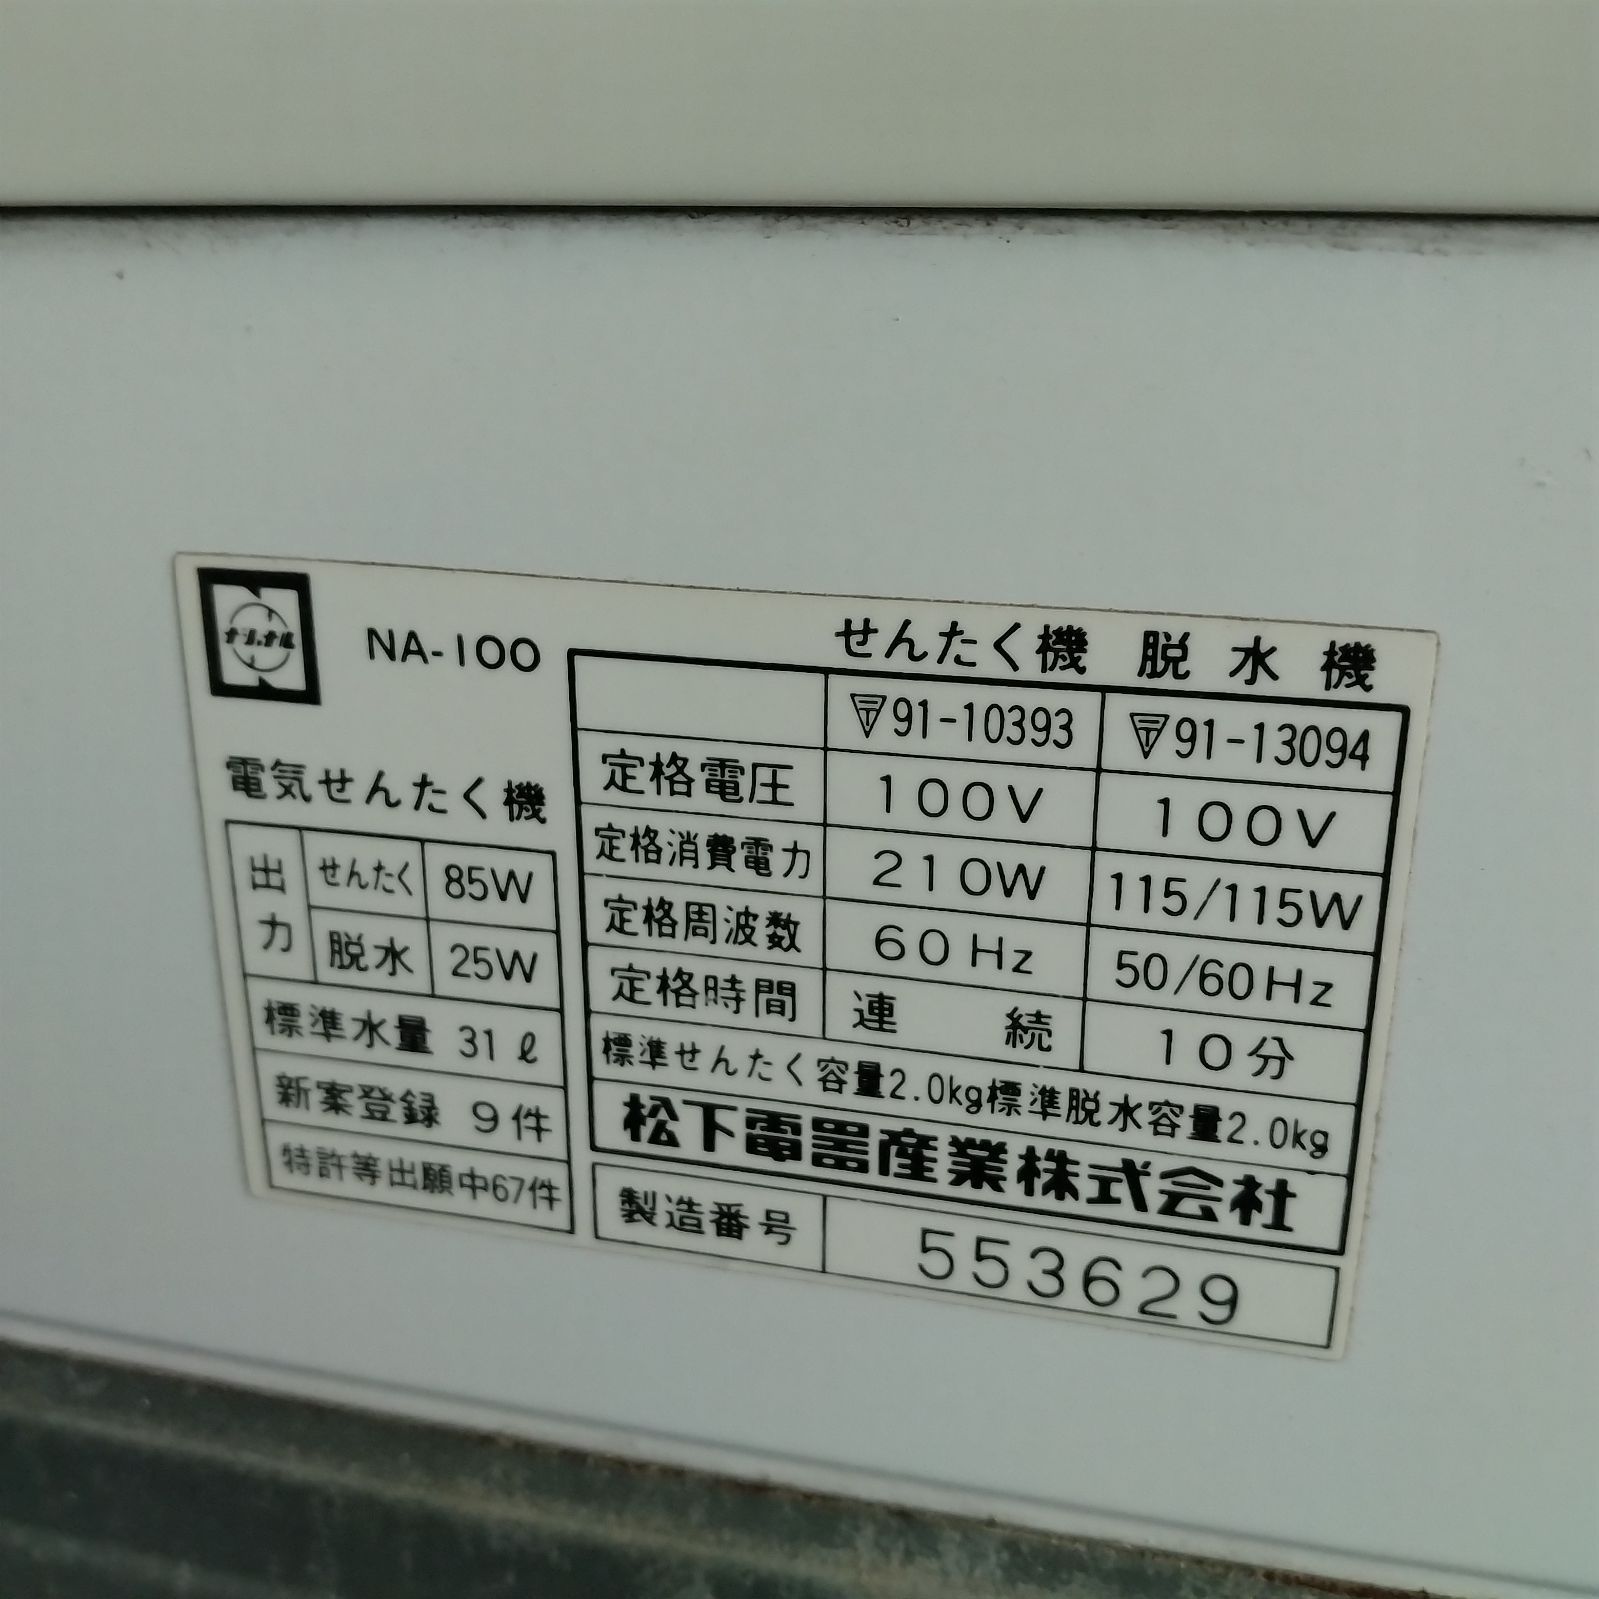 ナショナル
NA-100
せんたく機 脱水機
〒91-10393 〒91-13094
定格電圧 100V 100V
定格消費電力 210W 115/115W
定格周波数 60Hz 50/60Hz
定格時間 連続 10分
標準せんたく容量2.0kg標準脱水容量2.0kg
松下電器産業株式会社
製造番号 553629
電気せんたく機
出力 せんたく 85W
脱水 25W
標準水量 31ℓ
新案登録 9件
特許等出願中67件